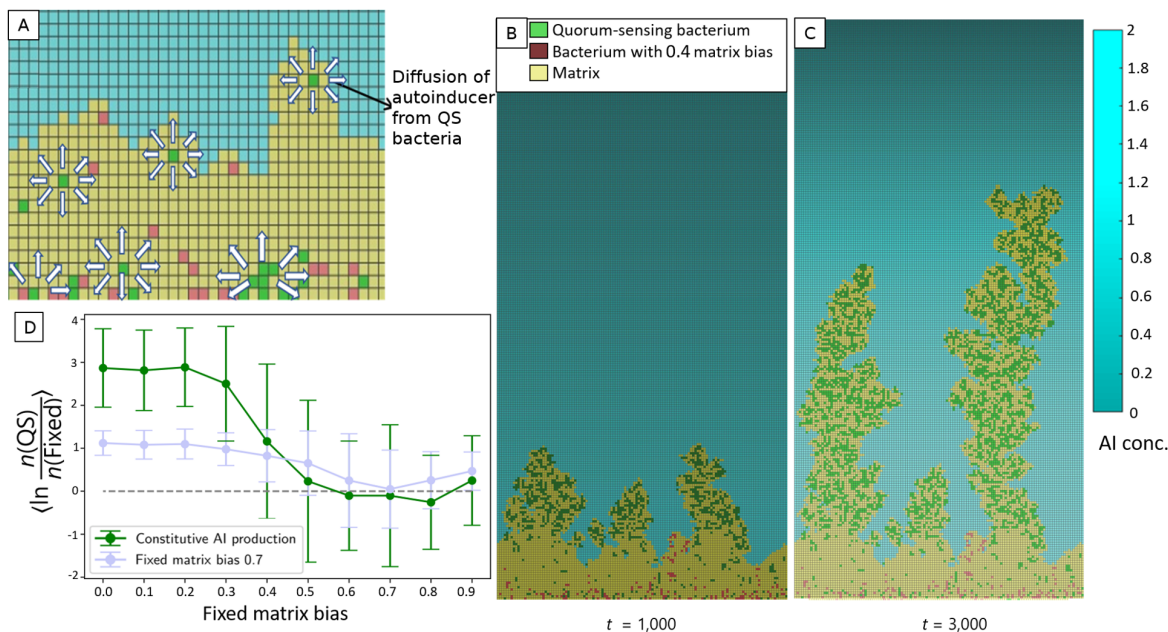 A
Diffusion of
autoinducer
from QS
bacteria
B
Quorum-sensing bacterium
Bacterium with 0.4 matrix bias
Matrix
t = 1,000
C
t = 3,000
2
1.8
1.6
1.4
1.2
1
0.8
0.6
0.4
0.2
0
AI conc.
D
⟨ln n(QS)/n(Fixed)⟩
4
3
2
1
0
-1
-2
Constitutive AI production
Fixed matrix bias 0.7
0.0 0.1 0.2 0.3 0.4 0.5 0.6 0.7 0.8 0.9
Fixed matrix bias